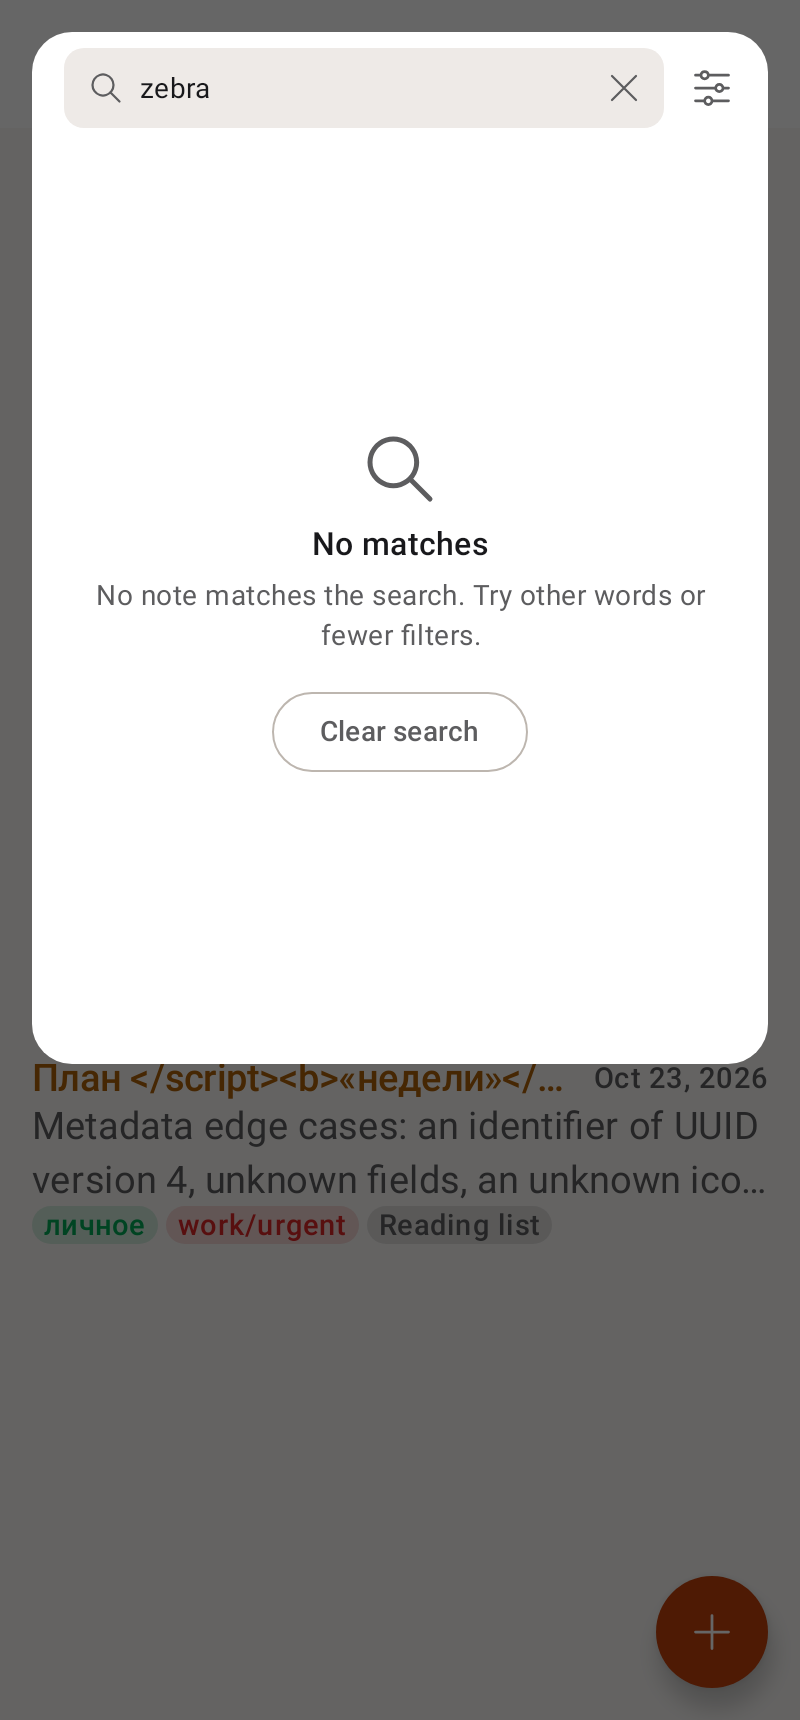 zebra
No matches
No note matches the search. Try other words or
fewer filters.
Clear search
План </script><b>«недели»</... Oct 23, 2026
Metadata edge cases: an identifier of UUID
version 4, unknown fields, an unknown ico...
личное work/urgent Reading list